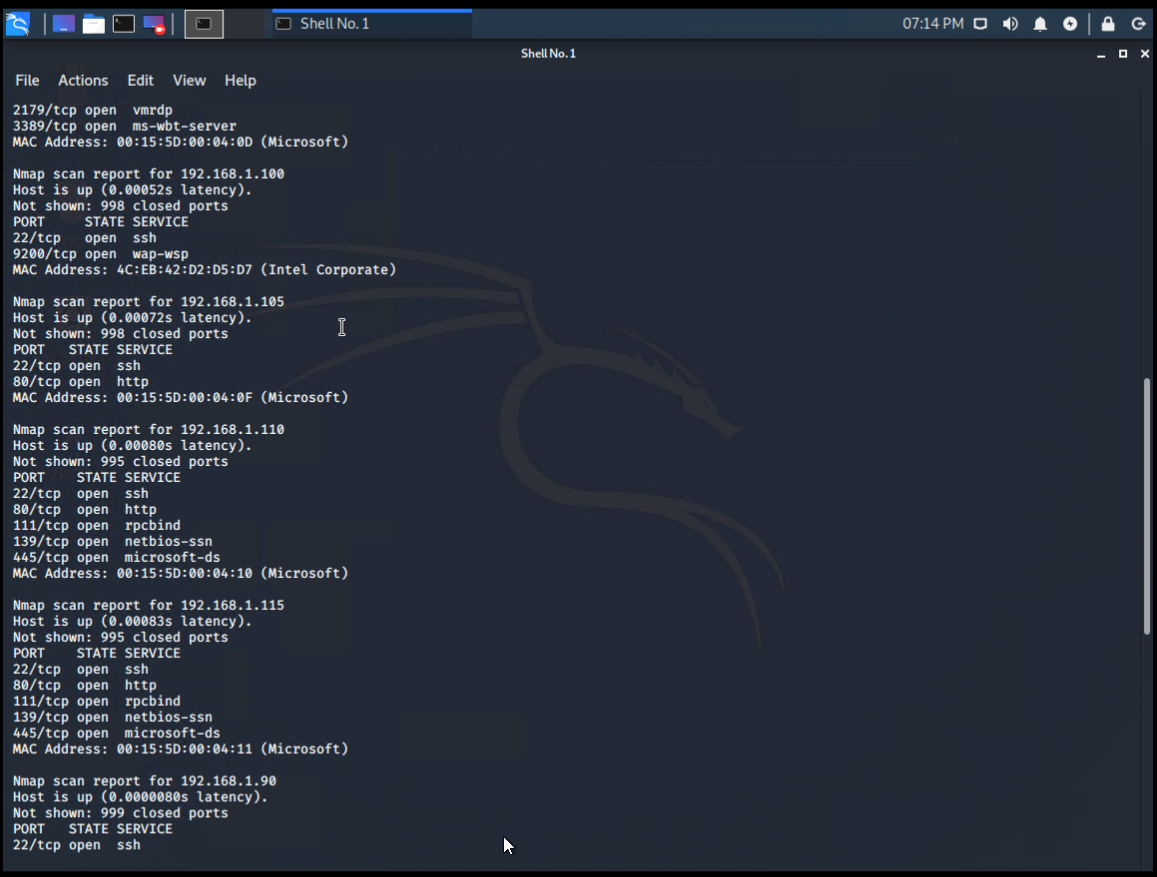 Shell No. 1
07:14 PM
Shell No. 1
File Actions Edit View Help
2179/tcp open  vmrdp
3389/tcp open  ms-wbt-server
MAC Address: 00:15:5D:00:04:0D (Microsoft)
Nmap scan report for 192.168.1.100
Host is up (0.00052s latency).
Not shown: 998 closed ports
PORT     STATE SERVICE
22/tcp   open  ssh
9200/tcp open  wap-wsp
MAC Address: 4C:EB:42:D2:D5:D7 (Intel Corporate)
Nmap scan report for 192.168.1.105
Host is up (0.00072s latency).
Not shown: 998 closed ports
PORT   STATE SERVICE
22/tcp open  ssh
80/tcp open  http
MAC Address: 00:15:5D:00:04:0F (Microsoft)
Nmap scan report for 192.168.1.110
Host is up (0.00080s latency).
Not shown: 995 closed ports
PORT    STATE SERVICE
22/tcp  open  ssh
80/tcp  open  http
111/tcp open  rpcbind
139/tcp open  netbios-ssn
445/tcp open  microsoft-ds
MAC Address: 00:15:5D:00:04:10 (Microsoft)
Nmap scan report for 192.168.1.115
Host is up (0.00083s latency).
Not shown: 995 closed ports
PORT    STATE SERVICE
22/tcp  open  ssh
80/tcp  open  http
111/tcp open  rpcbind
139/tcp open  netbios-ssn
445/tcp open  microsoft-ds
MAC Address: 00:15:5D:00:04:11 (Microsoft)
Nmap scan report for 192.168.1.90
Host is up (0.0000080s latency).
Not shown: 999 closed ports
PORT   STATE SERVICE
22/tcp open  ssh